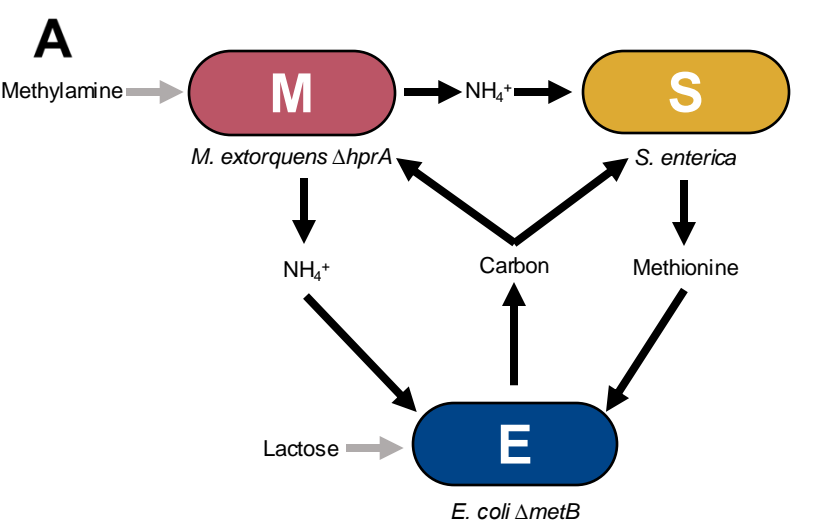 A
Methylamine
M
NH₄⁺
S
M. extorquens ΔhprA
S. enterica
NH₄⁺
Carbon
Methionine
Lactose
E
E. coli ΔmetB